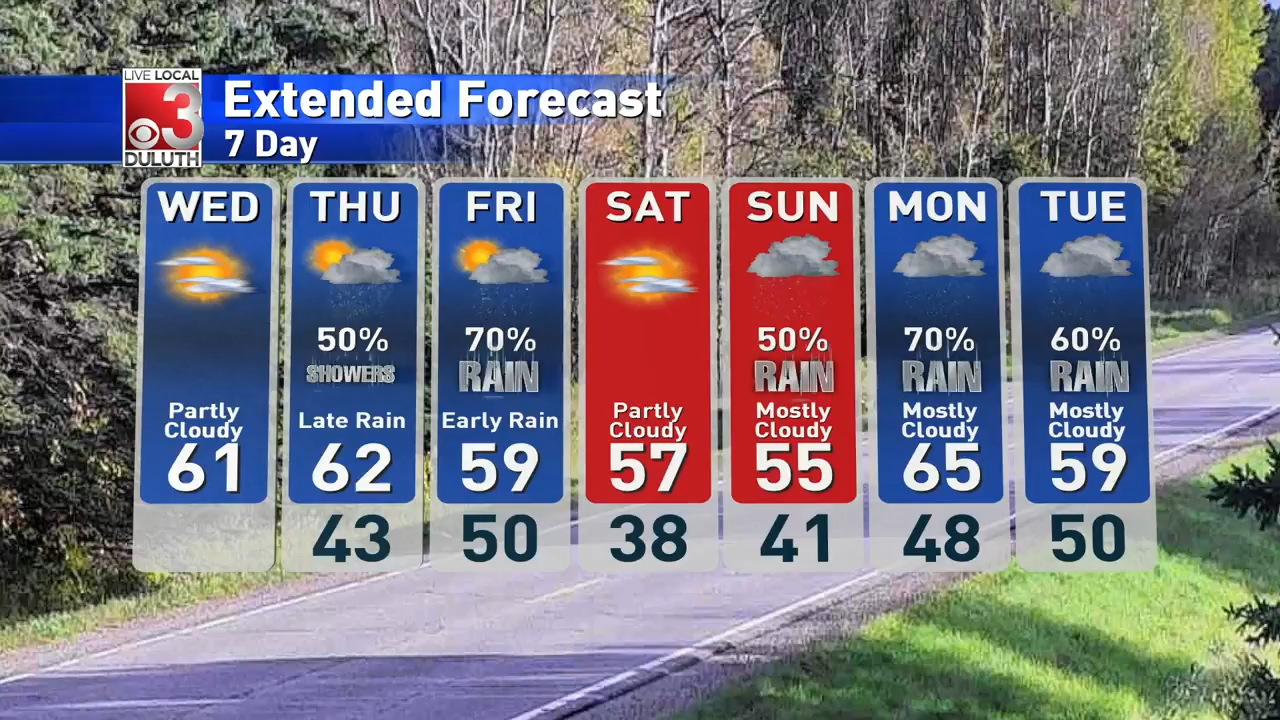 LIVE LOCAL
3
DULUTH
Extended Forecast
7 Day
WED
Partly
Cloudy
61
THU
50%
SHOWERS
Late Rain
62
43
FRI
70%
RAIN
Early Rain
59
50
SAT
Partly
Cloudy
57
38
SUN
50%
RAIN
Mostly
Cloudy
55
41
MON
70%
RAIN
Mostly
Cloudy
65
48
TUE
60%
RAIN
Mostly
Cloudy
59
50